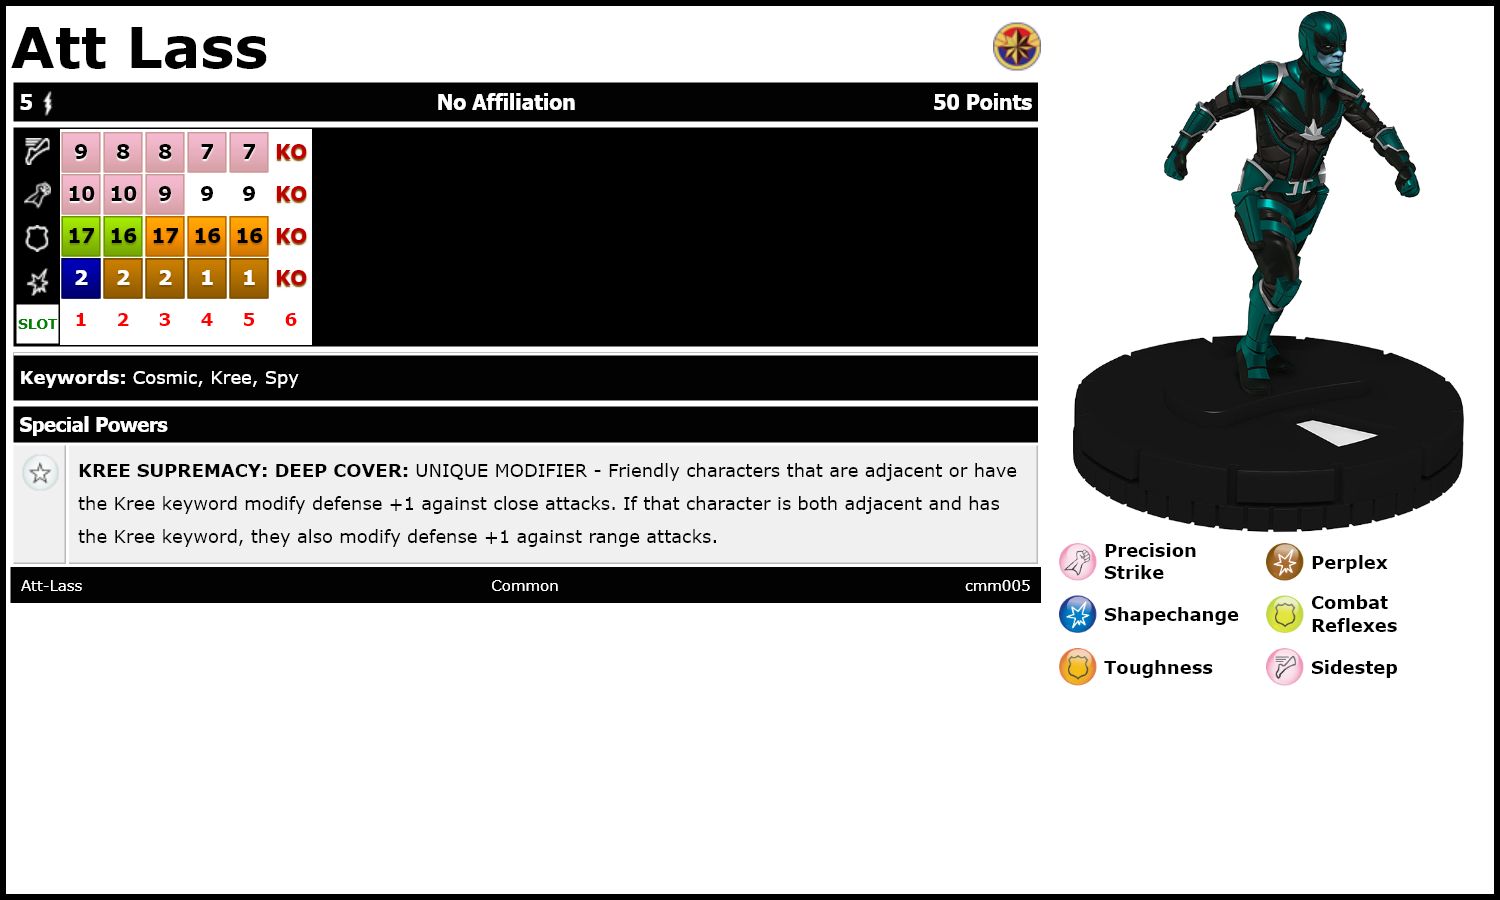 Att Lass
5 No Affiliation 50 Points
9 8 8 7 7 KO
10 10 9 9 9 KO
17 16 17 16 16 KO
2 2 2 1 1 KO
SLOT 1 2 3 4 5 6
Keywords: Cosmic, Kree, Spy
Special Powers
KREE SUPREMACY: DEEP COVER: UNIQUE MODIFIER - Friendly characters that are adjacent or have
the Kree keyword modify defense +1 against close attacks. If that character is both adjacent and has
the Kree keyword, they also modify defense +1 against range attacks.
Att-Lass Common cmm005
Precision
Strike
Perplex
Shapechange
Combat
Reflexes
Toughness
Sidestep